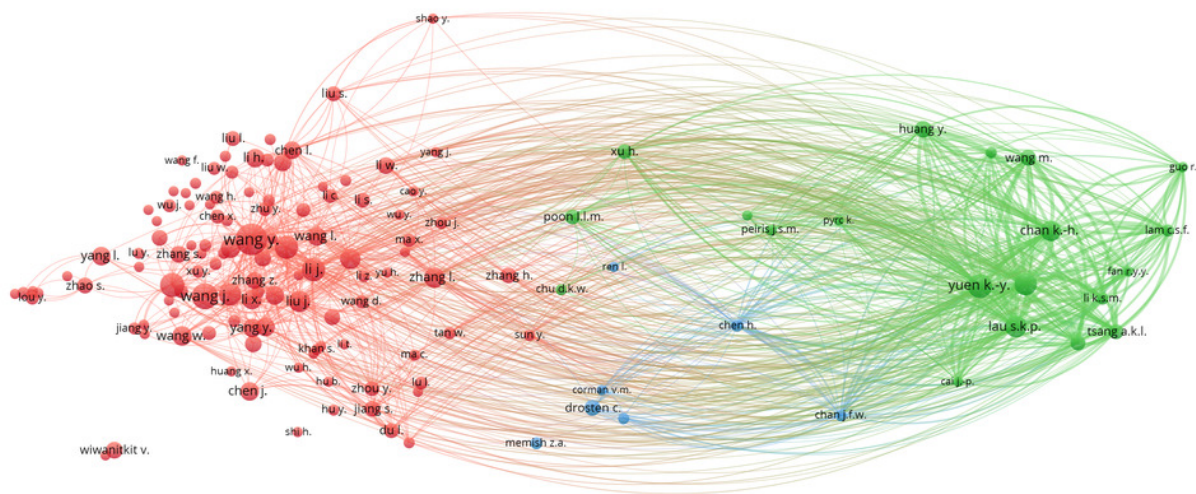 shao y.
liu s.
liu l.
chen l.
wang f.
li h.
liu w.
yang j.
li w.
xu h.
huang y.
wang m.
guo r.
wang h.
li c.
li s.
cao y.
wu j.
zhu y.
chen x.
wu y.
zhou j.
poon l.l.m.
peiris j.s.m.
pyrc k.
chan k.-h.
lam c.s.f.
wang y.
wang l.
ma x.
yang l.
lu y.
zhang s.
xu y.
zhang z.
li j.
li z.
yu h.
zhang l.
zhang h.
ren l.
chu d.k.w.
fan r.y.y.
yuen k.-y.
li k.s.m.
zhao s.
lou y.
wang j.
li x.
liu j.
wang d.
jiang y.
wang w.
yang y.
tan w.
sun y.
chen h.
lau s.k.p.
tsang a.k.l.
khan s.
li t.
ma c.
huang x.
wu h.
hu b.
zhou y.
lu l.
chen j.
corman v.m.
cai j.-p.
hu y.
jiang s.
drosten c.
chan j.f.w.
shi h.
du l.
memish z.a.
wiwanitkit v.